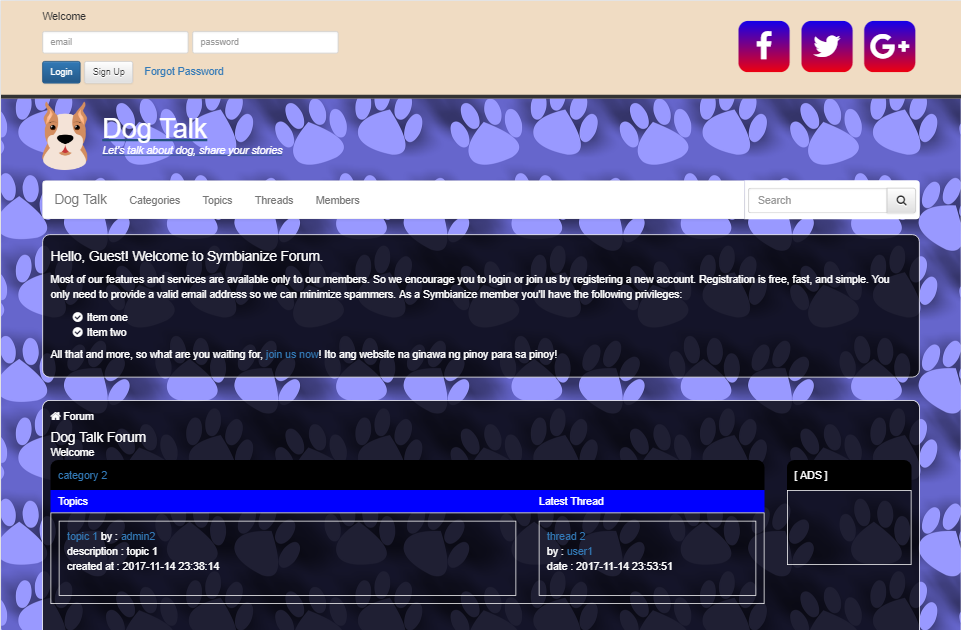 Welcome
email password
Login Sign Up Forgot Password
f G+
Dog Talk
Let's talk about dog, share your stories
Dog Talk Categories Topics Threads Members Search
Hello, Guest! Welcome to Symbianize Forum.
Most of our features and services are available only to our members. So we encourage you to login or join us by registering a new account. Registration is free, fast, and simple. You
only need to provide a valid email address so we can minimize spammers. As a Symbianize member you'll have the following privileges:
Item one
Item two
All that and more, so what are you waiting for, join us now! Ito ang website na ginawa ng pinoy para sa pinoy!
Forum
Dog Talk Forum
Welcome
category 2 [ ADS ]
Topics Latest Thread
topic 1 by : admin2 thread 2
description : topic 1 by : user1
created at : 2017-11-14 23:38:14 date : 2017-11-14 23:53:51